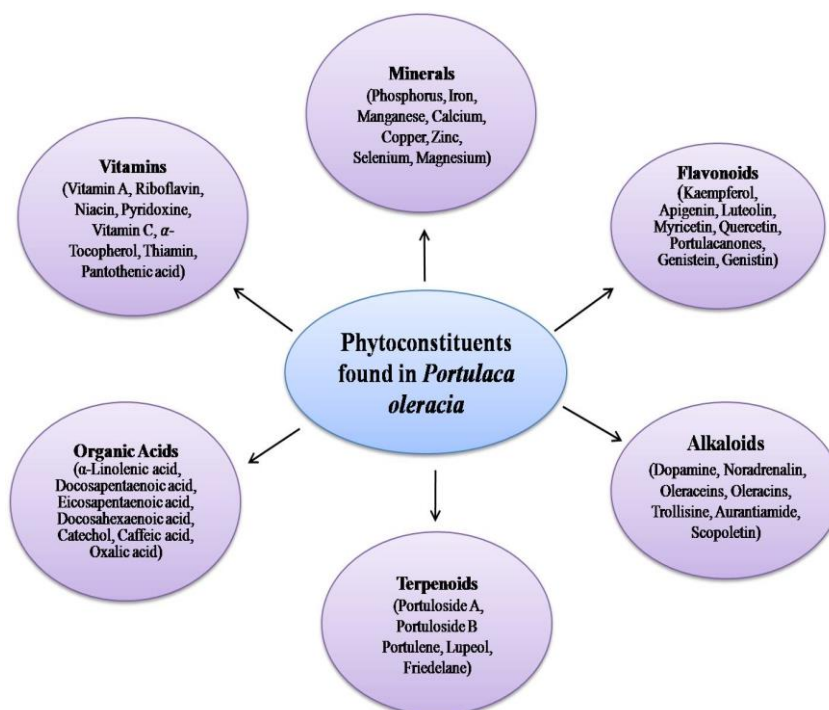 Minerals
(Phosphorus, Iron,
Manganese, Calcium,
Copper, Zinc,
Selenium, Magnesium)
Vitamins
(Vitamin A, Riboflavin,
Niacin, Pyridoxine,
Vitamin C, α-
Tocopherol, Thiamin,
Pantothenic acid)
Flavonoids
(Kaempferol,
Apigenin, Luteolin,
Myricetin, Quercetin,
Portulacanones,
Genistein, Genistin)
Phytoconstituents
found in Portulaca
oleracia
Organic Acids
(α-Linolenic acid,
Docosapentaenoic acid,
Eicosapentaenoic acid,
Docosahexaenoic acid,
Catechol, Caffeic acid,
Oxalic acid)
Alkaloids
(Dopamine, Noradrenalin,
Oleraceins, Oleracins,
Trollisine, Aurantiamide,
Scopoletin)
Terpenoids
(Portuloside A,
Portuloside B
Portulene, Lupeol,
Friedelane)